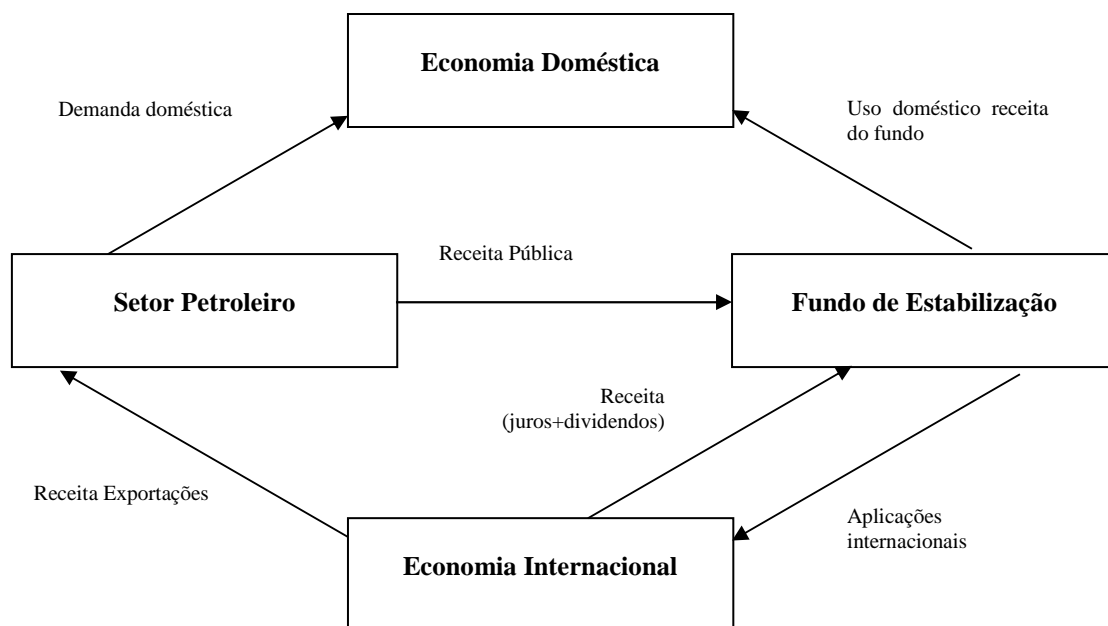 Economia Doméstica
Demanda doméstica
Uso doméstico receita
do fundo
Receita Pública
Setor Petroleiro
Fundo de Estabilização
Receita
(juros+dividendos)
Receita Exportações
Aplicações
internacionais
Economia Internacional